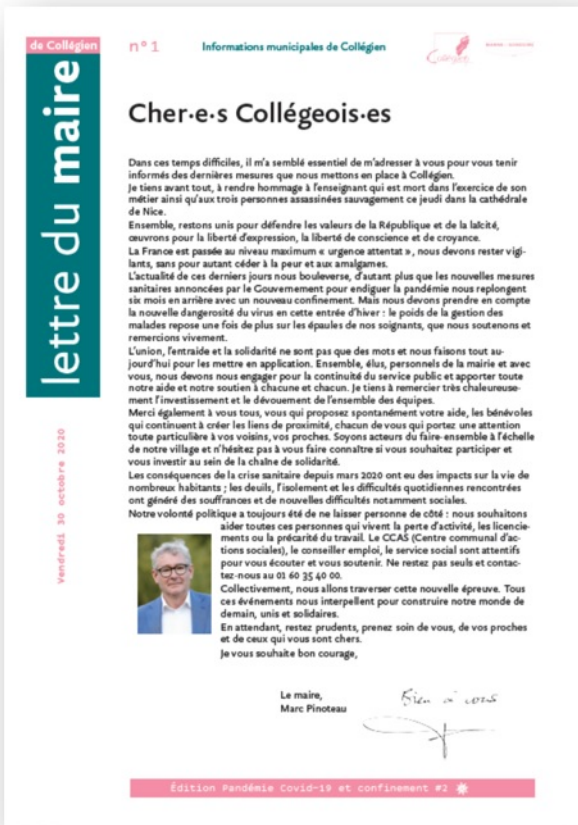 de Collégien
lettre du maire
n°1
Informations municipales de Collégien
Collégien
Vendredi 30 octobre 2020
Cher·e·s Collégeois·es
Dans ces temps difficiles, il m'a semblé essentiel de m'adresser à vous pour vous tenir
informés des dernières mesures que nous mettons en place à Collégien.
Je tiens avant tout, à rendre hommage à l'enseignant qui est mort dans l'exercice de son
métier ainsi qu'aux trois personnes assassinées sauvagement ce jeudi dans la cathédrale
de Nice.
Ensemble, restons unis pour défendre les valeurs de la République et de la laïcité,
œuvrons pour la liberté d'expression, la liberté de conscience et de croyance.
La France est passée au niveau maximum « urgence attentat », nous devons rester vigi-
lants, sans pour autant céder à la peur et aux amalgames.
L'actualité de ces derniers jours nous bouleverse, d'autant plus que les nouvelles mesures
sanitaires annoncées par le Gouvernement pour endiguer la pandémie nous replongent
six mois en arrière avec un nouveau confinement. Mais nous devons prendre en compte
la nouvelle dangerosité du virus en cette entrée d'hiver : le poids de la gestion des
malades repose une fois de plus sur les épaules de nos soignants, que nous soutenons et
remercions vivement.
L'union, l'entraide et la solidarité ne sont pas que des mots et nous faisons tout au-
jourd'hui pour les mettre en application. Ensemble, élus, personnels de la mairie et avec
vous, nous devons nous engager pour la continuité du service public et apporter toute
notre aide et notre soutien à chacune et chacun. Je tiens à remercier très chaleureuse-
ment l'investissement et le dévouement de l'ensemble des équipes.
Merci également à vous tous, vous qui proposez spontanément votre aide, les bénévoles
qui continuent à créer les liens de proximité, chacun de vous qui portez une attention
toute particulière à vos voisins, vos proches. Soyons acteurs du faire-ensemble à l'échelle
de notre village et n'hésitez pas à vous faire connaître si vous souhaitez participer et
vous investir au sein de la chaîne de solidarité.
Les conséquences de la crise sanitaire depuis mars 2020 ont eu des impacts sur la vie de
nombreux habitants ; les deuils, l'isolement et les difficultés quotidiennes rencontrées
ont généré des souffrances et de nouvelles difficultés notamment sociales.
Notre volonté politique a toujours été de ne laisser personne de côté : nous souhaitons
aider toutes ces personnes qui vivent la perte d'activité, les licencie-
ments ou la précarité du travail. Le CCAS (Centre communal d'ac-
tions sociales), le conseiller emploi, le service social sont attentifs
pour vous écouter et vous soutenir. Ne restez pas seuls et contac-
tez-nous au 01 60 35 40 00.
Collectivement, nous allons traverser cette nouvelle épreuve. Tous
ces événements nous interpellent pour construire notre monde de
demain, unis et solidaires.
En attendant, restez prudents, prenez soin de vous, de vos proches
et de ceux qui vous sont chers.
Je vous souhaite bon courage,
Le maire,
Marc Pinoteau
Bien à vous
Édition Pandémie Covid-19 et confinement #2